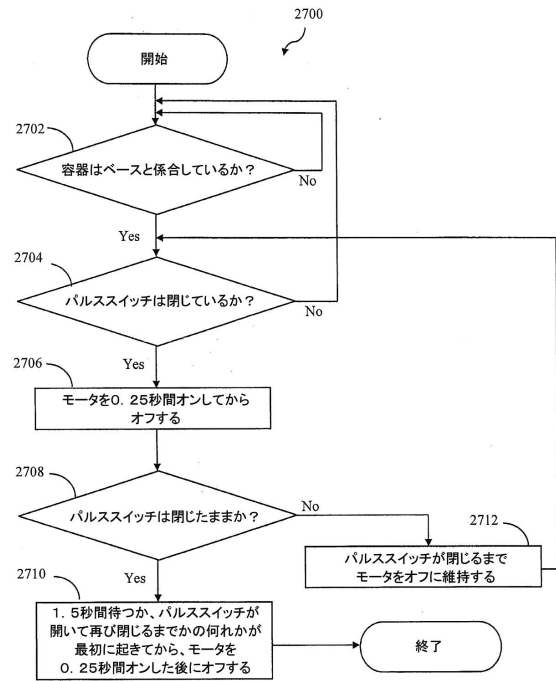 2700
開始
2702
容器はベースと係合しているか？
No
Yes
2704
パルススイッチは閉じているか？
No
Yes
2706
モータを0．25秒間オンしてから
オフする
2708
パルススイッチは閉じたままか？
No
2712
パルススイッチが閉じるまで
モータをオフに維持する
Yes
2710
1．5秒間待つか、パルススイッチが
開いて再び閉じるまでかの何れかが
最初に起きてから、モータを
0．25秒間オンした後にオフする
終了